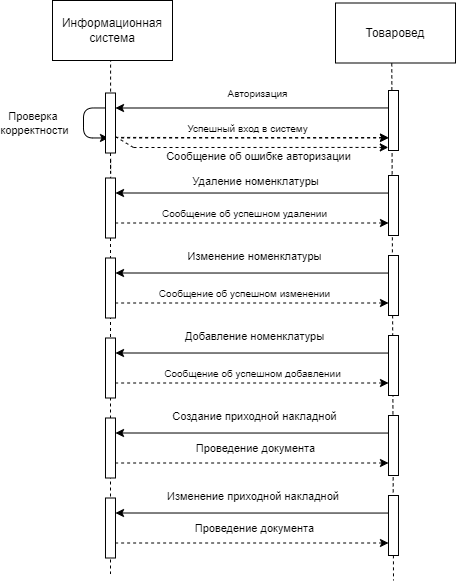 Информационная
система
Товаровед
Авторизация
Проверка
корректности
Успешный вход в систему
Сообщение об ошибке авторизации
Удаление номенклатуры
Сообщение об успешном удалении
Изменение номенклатуры
Сообщение об успешном изменении
Добавление номенклатуры
Сообщение об успешном добавлении
Создание приходной накладной
Проведение документа
Изменение приходной накладной
Проведение документа